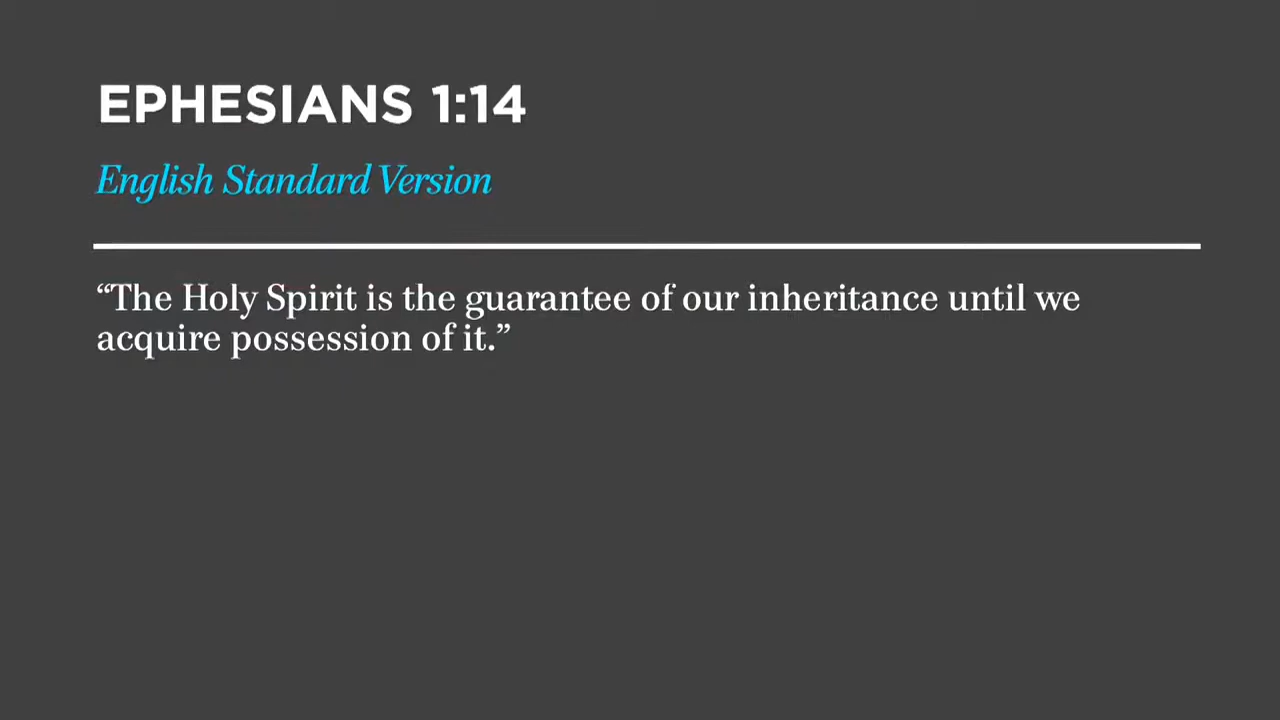 EPHESIANS 1:14
English Standard Version
“The Holy Spirit is the guarantee of our inheritance until we
acquire possession of it.”